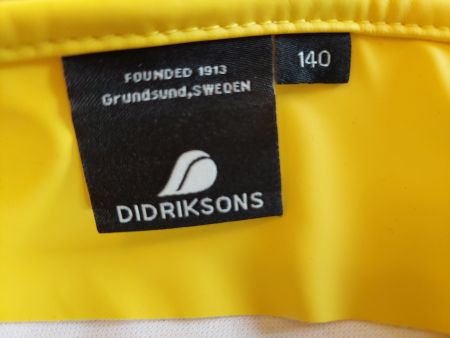 FOUNDED 1913
Grundsund,SWEDEN
DIDRIKSONS
140